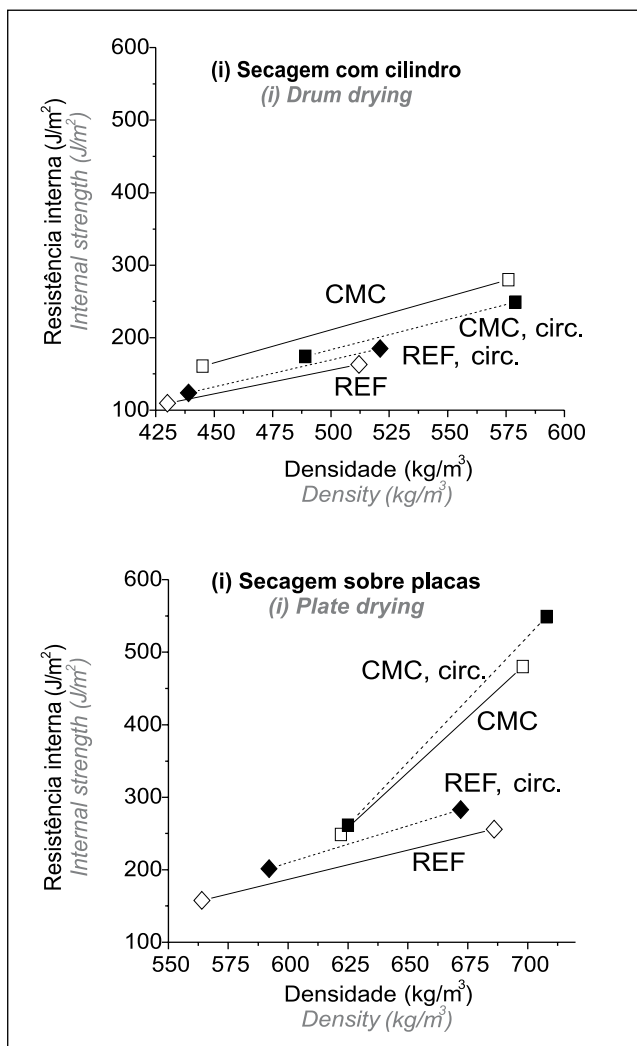 (i) Secagem com cilindro
(i) Drum drying
Resistência interna (J/m²)
Internal strength (J/m²)
600
500
400
300
200
100
CMC
CMC, circ.
REF, circ.
REF
425 450 475 500 525 550 575 600
Densidade (kg/m³)
Density (kg/m³)
(i) Secagem sobre placas
(i) Plate drying
Resistência interna (J/m²)
Internal strength (J/m²)
600
500
400
300
200
100
CMC, circ.
CMC
REF, circ.
REF
550 575 600 625 650 675 700
Densidade (kg/m³)
Density (kg/m³)